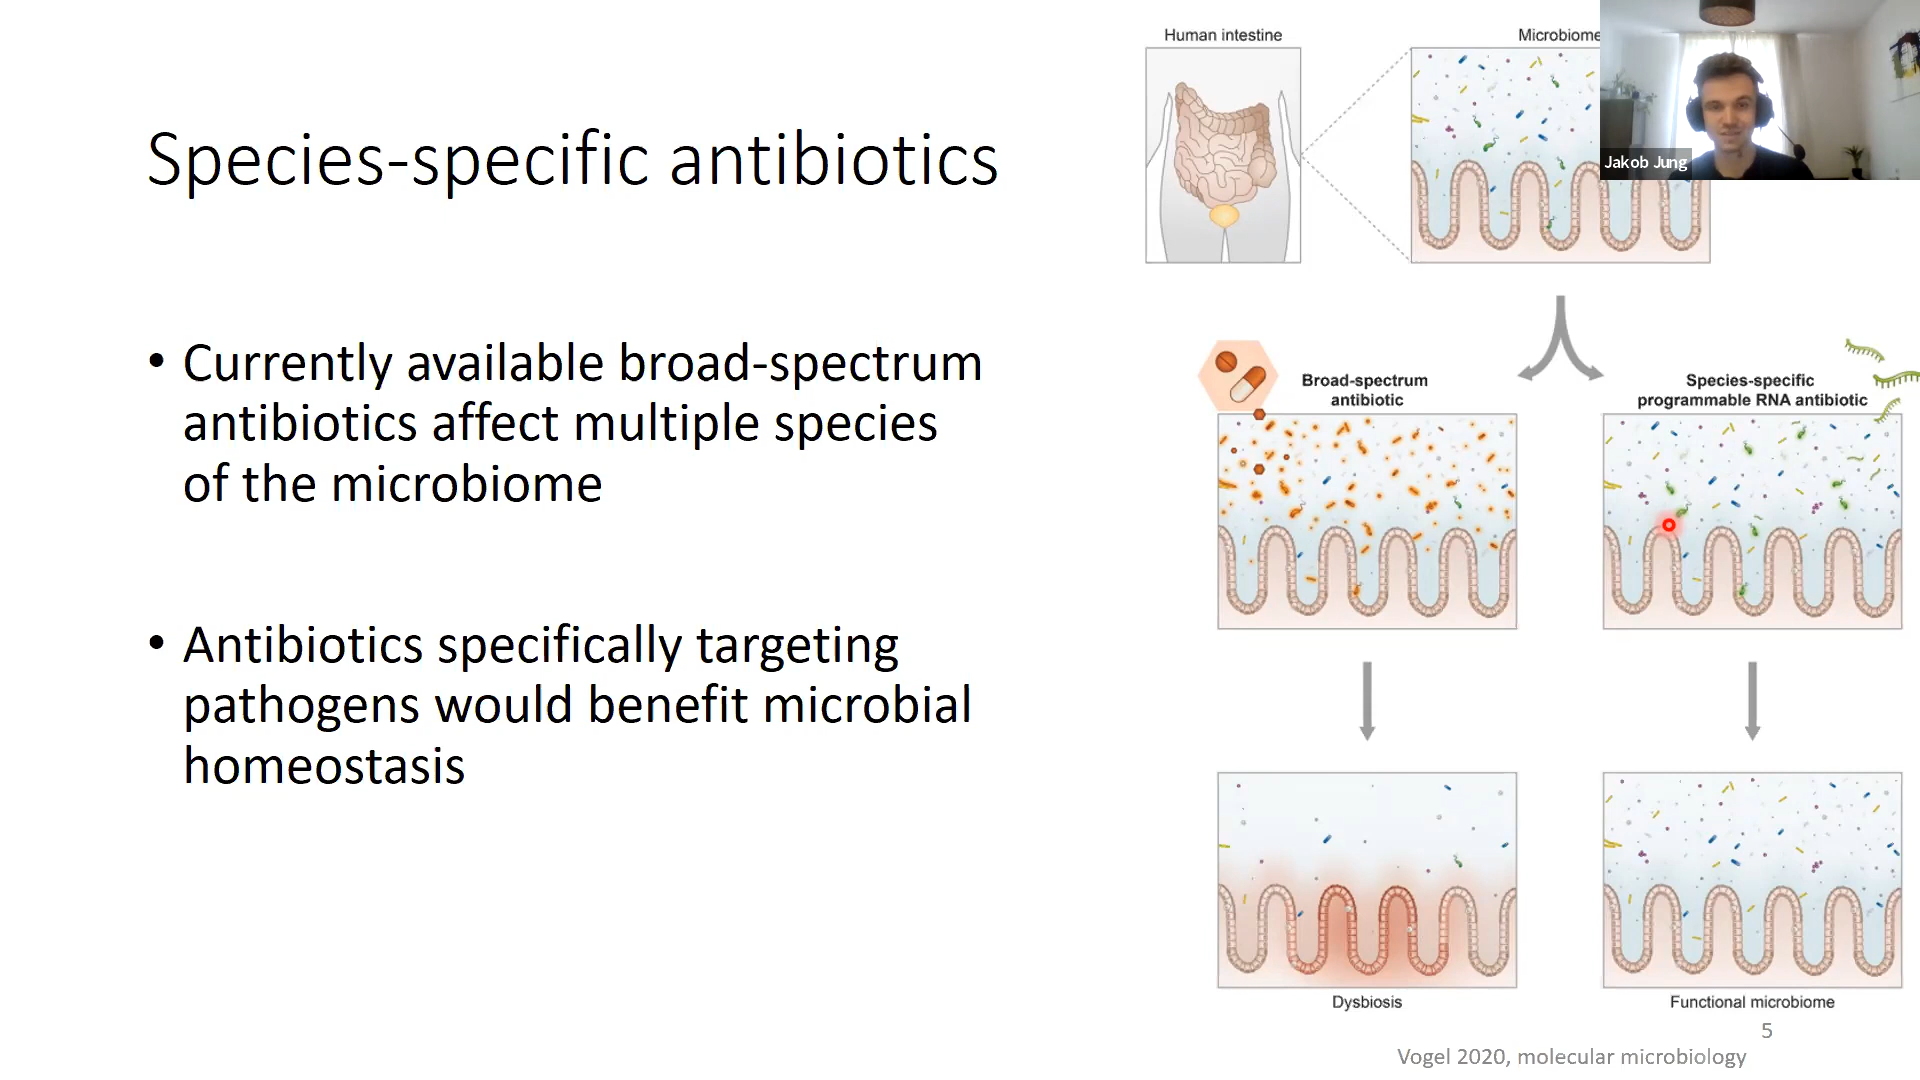 Species-specific antibiotics
• Currently available broad-spectrum
antibiotics affect multiple species
of the microbiome
• Antibiotics specifically targeting
pathogens would benefit microbial
homeostasis
Human intestine
Microbiome
Jakob Jung
Broad-spectrum
antibiotic
Species-specific
programmable RNA antibiotic
Dysbiosis
Functional microbiome
5
Vogel 2020, molecular microbiology